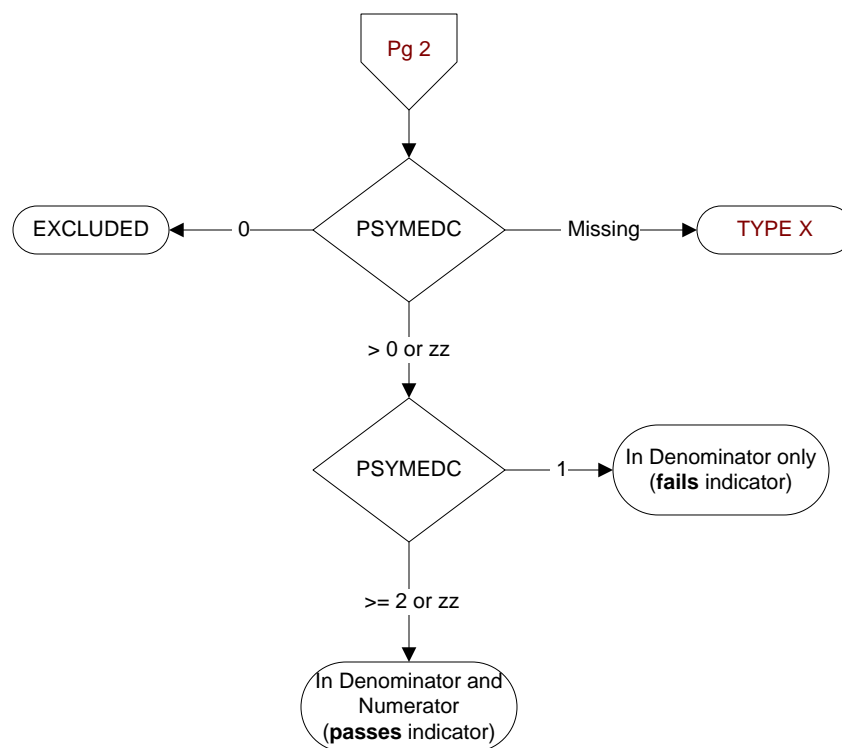 Pg 2
PSYMEDC
EXCLUDED
0
Missing
TYPE X
> 0 or zz
PSYMEDC
1
In Denominator only
(fails indicator)
>= 2 or zz
In Denominator and
Numerator
(passes indicator)